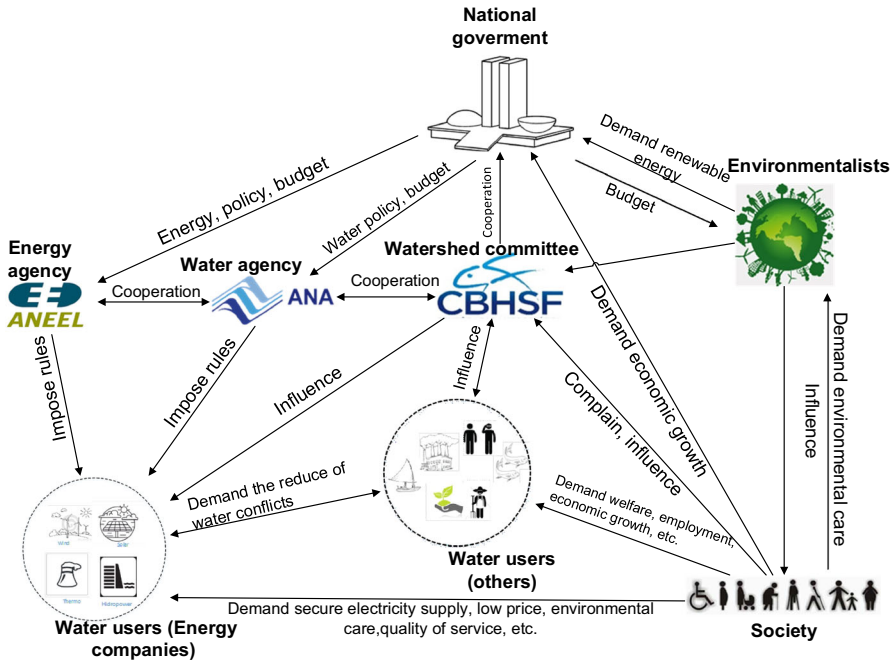 National
goverment
Demand renewable
energy
Environmentalists
Budget
Energy, policy, budget
Water policy, budget
Cooperation
Energy
agency
Water agency
Watershed committee
Cooperation
Cooperation
ANEEL
ANA
CBHSF
Impose rules
Impose rules
Influence
Influence
Demand economic growth
Complain, influence
Influence
Demand environmental care
Demand the reduce of
water conflicts
Demand welfare, employment,
economic growth, etc.
Wind
Solar
Thermo
Hidropower
Water users
(others)
Demand secure electricity supply, low price, environmental
care,quality of service, etc.
Water users (Energy
companies)
Society